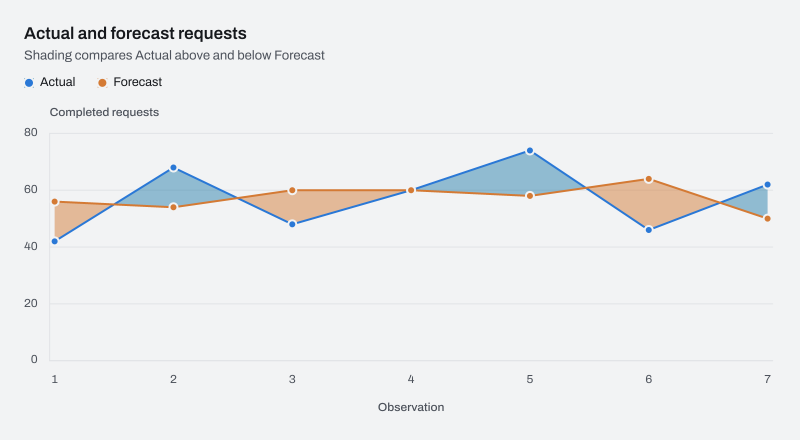 Actual and forecast requests
Shading compares Actual above and below Forecast
Actual Forecast
Completed requests
80
60
40
20
0
1 2 3 4 5 6 7
Observation